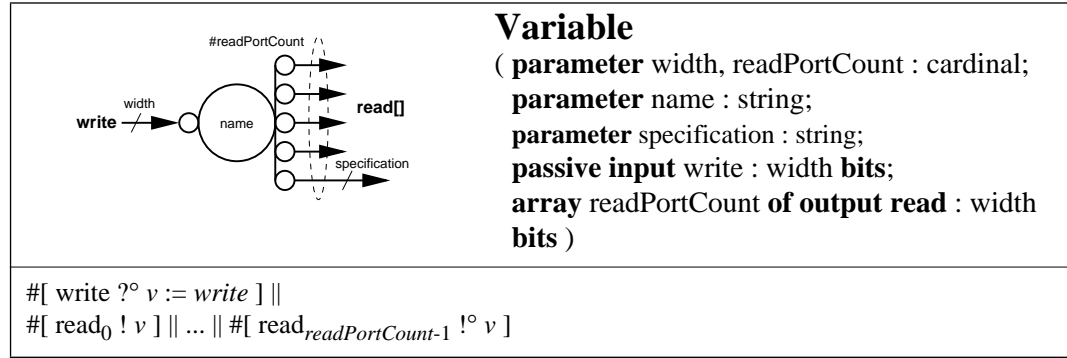 #readPortCount
width
write
name
read[]
specification
Variable
( parameter width, readPortCount : cardinal;
parameter name : string;
parameter specification : string;
passive input write : width bits;
array readPortCount of output read : width
bits )
#[ write ?° v := write ] ||
#[ read0 ! v ] || ... || #[ readreadPortCount-1 !° v ]